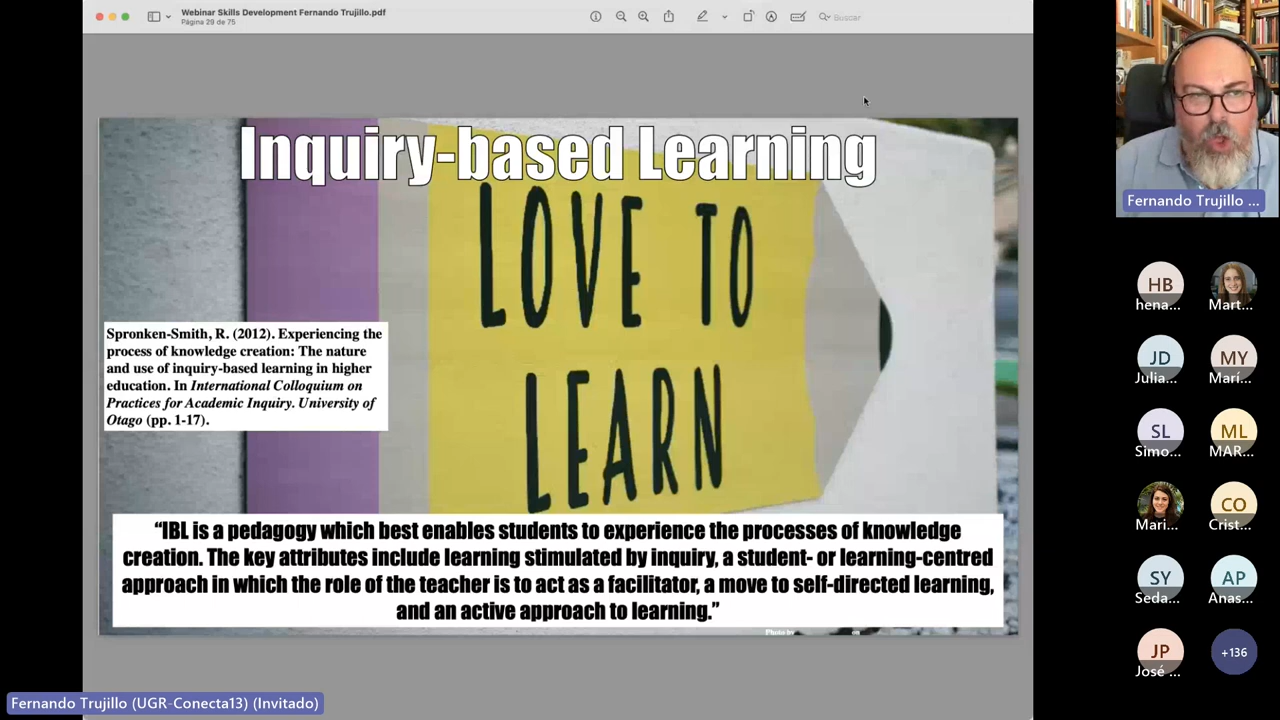 Webinar Skills Development Fernando Trujillo.pdf
Página 29 de 75
Buscar
Inquiry-based Learning
LOVE TO
LEARN
Spronken-Smith, R. (2012). Experiencing the
process of knowledge creation: The nature
and use of inquiry-based learning in higher
education. In International Colloquium on
Practices for Academic Inquiry. University of
Otago (pp. 1-17).
“IBL is a pedagogy which best enables students to experience the processes of knowledge
creation. The key attributes include learning stimulated by inquiry, a student- or learning-centred
approach in which the role of the teacher is to act as a facilitator, a move to self-directed learning,
and an active approach to learning.”
Photo by
on
Fernando Trujillo (UGR-Conecta13) (Invitado)
Fernando Trujillo ...
HB
hena...
Mart...
JD
Julia...
MY
Marí...
SL
Simo...
ML
MAR...
Mari...
CO
Crist...
SY
Seda...
AP
Anas...
JP
José ...
+136